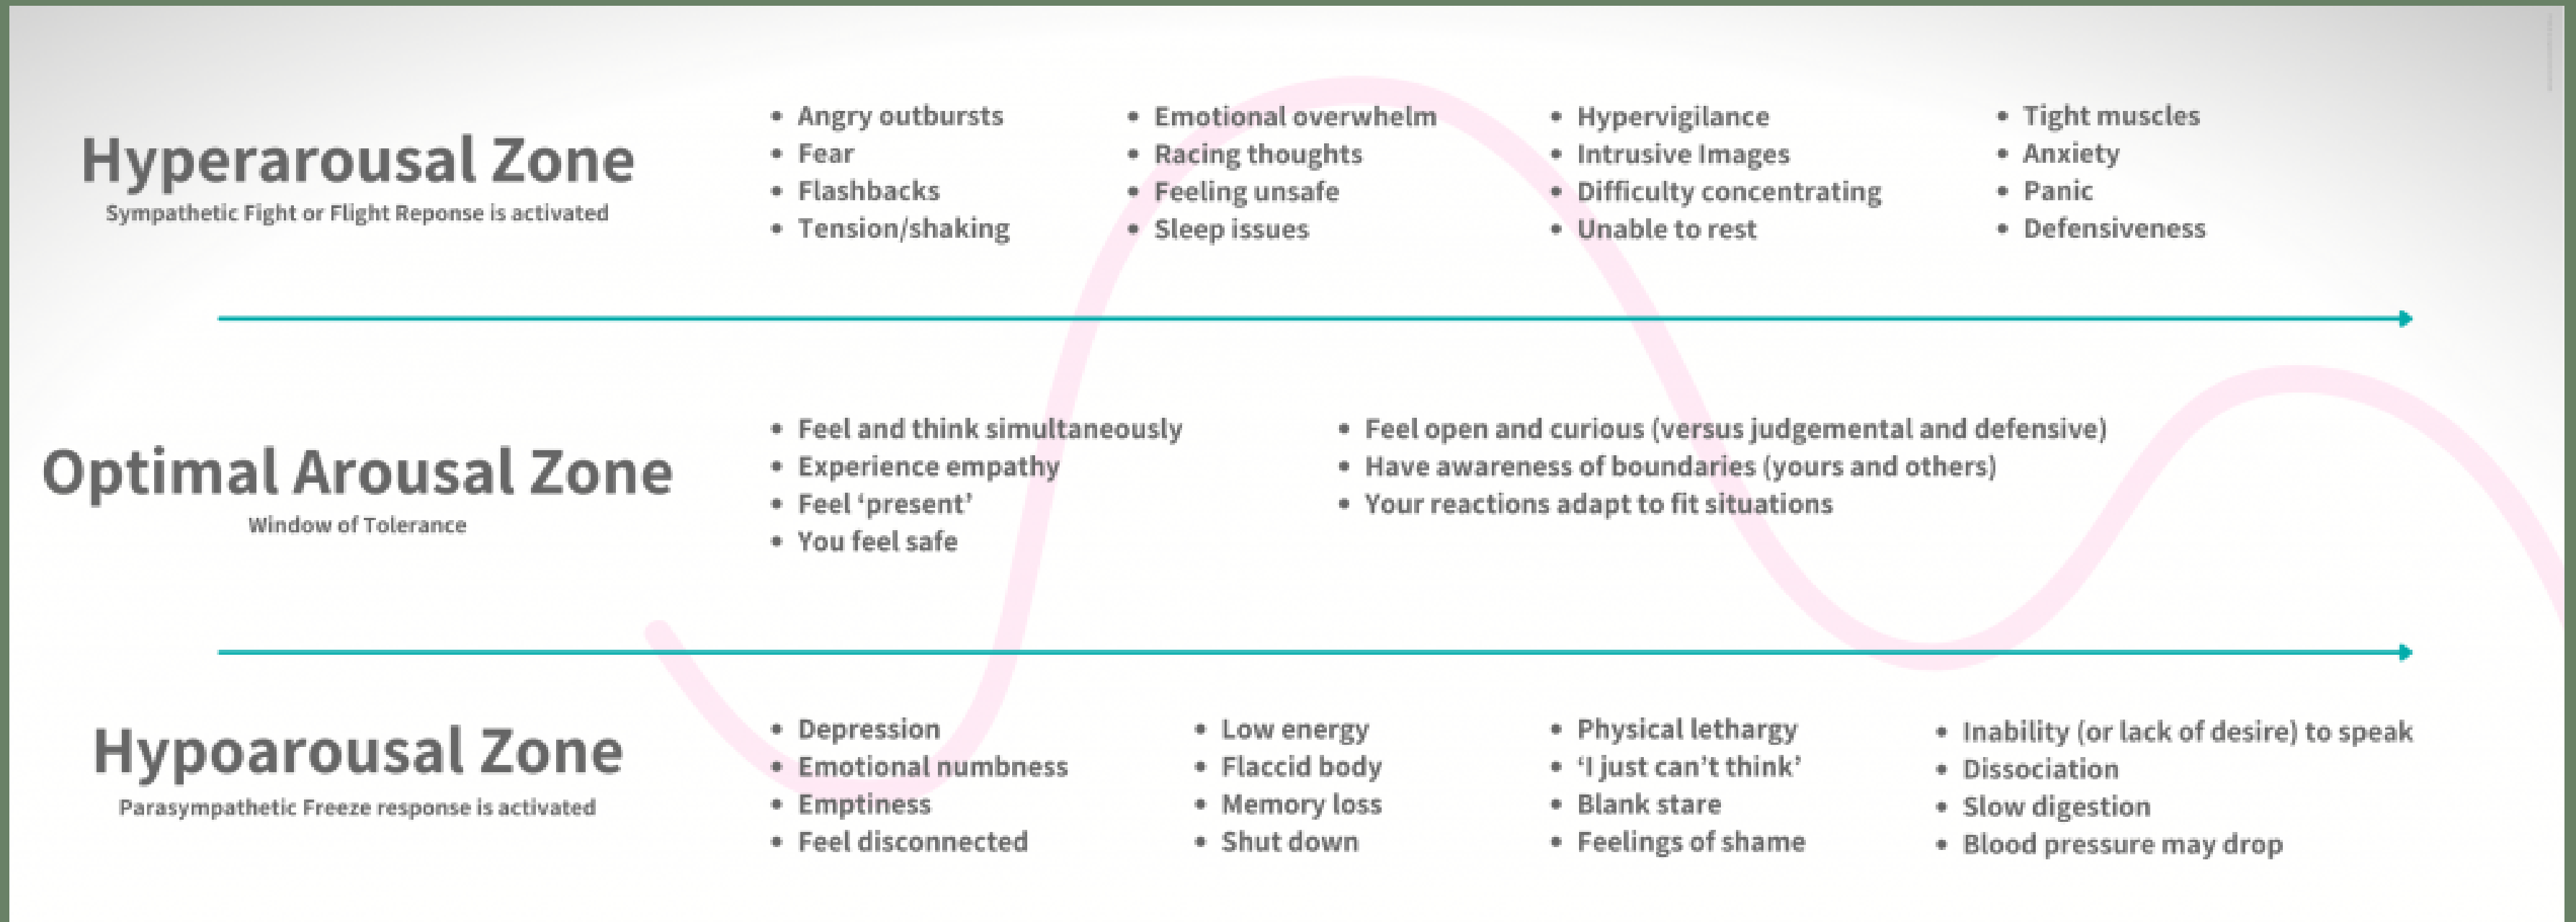 Hyperarousal Zone
Sympathetic Fight or Flight Reponse is activated
• Angry outbursts
• Fear
• Flashbacks
• Tension/shaking
• Emotional overwhelm
• Racing thoughts
• Feeling unsafe
• Sleep issues
• Hypervigilance
• Intrusive Images
• Difficulty concentrating
• Unable to rest
• Tight muscles
• Anxiety
• Panic
• Defensiveness
Optimal Arousal Zone
Window of Tolerance
• Feel and think simultaneously
• Experience empathy
• Feel ‘present’
• You feel safe
• Feel open and curious (versus judgemental and defensive)
• Have awareness of boundaries (yours and others)
• Your reactions adapt to fit situations
Hypoarousal Zone
Parasympathetic Freeze response is activated
• Depression
• Emotional numbness
• Emptiness
• Feel disconnected
• Low energy
• Flaccid body
• Memory loss
• Shut down
• Physical lethargy
• ‘I just can’t think’
• Blank stare
• Feelings of shame
• Inability (or lack of desire) to speak
• Dissociation
• Slow digestion
• Blood pressure may drop